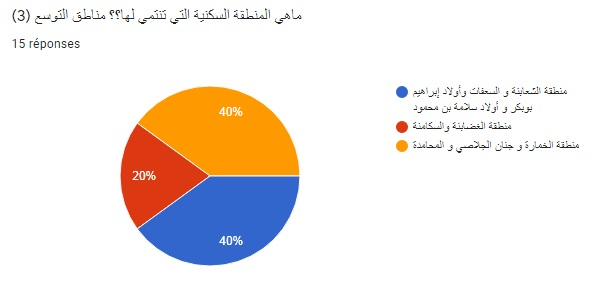 ماهي المنطقة السكنية التي تنتمي لها؟؟ مناطق التوسع (3)
15 réponses
40%
20%
40%
منطقة الشعابنة و السعفات وأولاد إبراهيم
بوبكر و أولاد سلامة بن محمود
منطقة الغضابنة والسكامنة
منطقة الخمارة و جنان الجلاصي و المحامدة